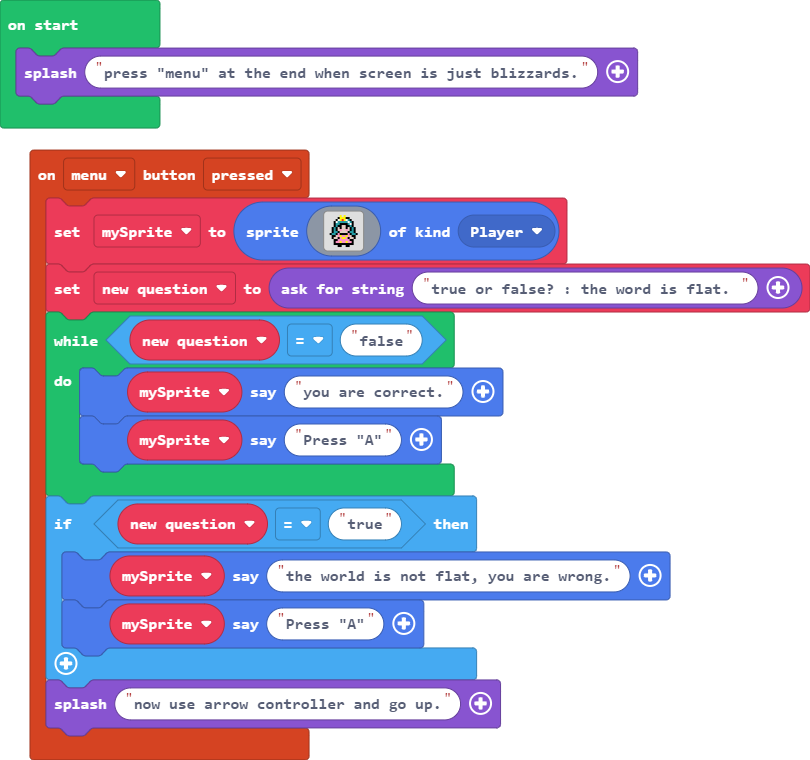 on start
splash "press "menu" at the end when screen is just blizzards."
on menu button pressed
set mySprite to sprite of kind Player
set new question to ask for string "true or false? : the word is flat. "
while new question = "false"
do mySprite say "you are correct."
mySprite say "Press "A""
if new question = "true" then
mySprite say "the world is not flat, you are wrong."
mySprite say "Press "A""
splash "now use arrow controller and go up."